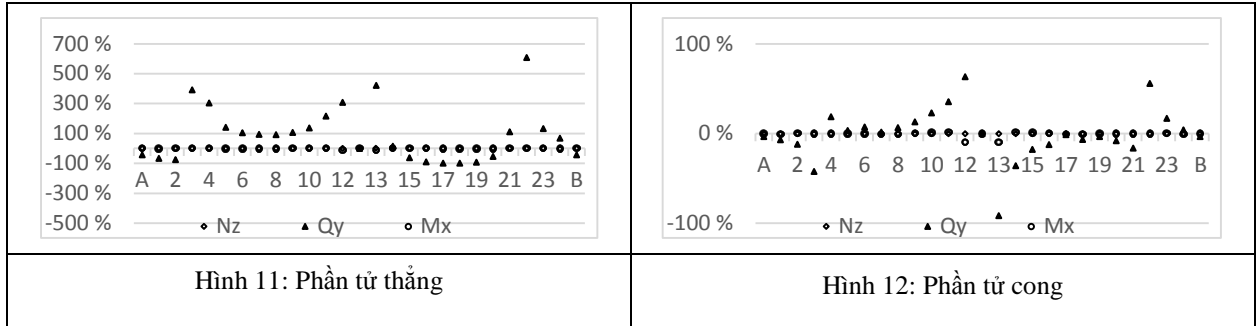 700 %
500 %
300 %
100 %
-100 %
A 2 4 6 8 10 12 13 15 17 19 21 23 B
-300 %
-500 %
Nz Qy Mx
Hình 11: Phần tử thẳng
100 %
0 %
A 2 4 6 8 10 12 13 15 17 19 21 23 B
-100 %
Nz Qy Mx
Hình 12: Phần tử cong